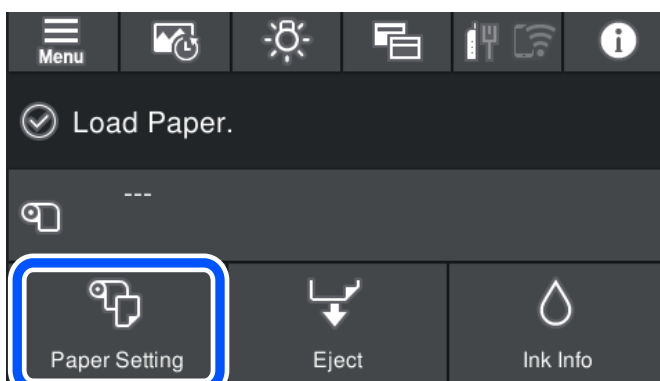 Menu
Load Paper.
---
Paper Setting
Eject
Ink Info